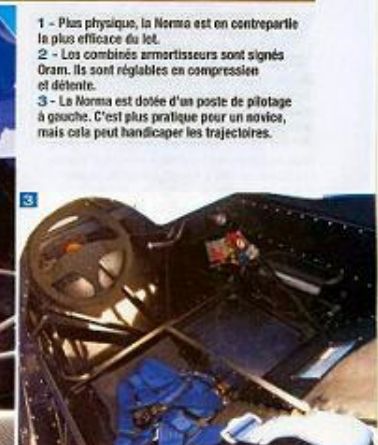 1 - Plus physique, la Norma est en contrepartie
la plus efficace du lot.
2 - Los combinés amortisseurs sont signés
Oram. Ils sont réglables en compression
et détente.
3 - La Norma est dotée d'un poste de pilotage
à gauche. C'est plus pratique pour un novice,
mais cela peut handicaper les trajectoires.
3